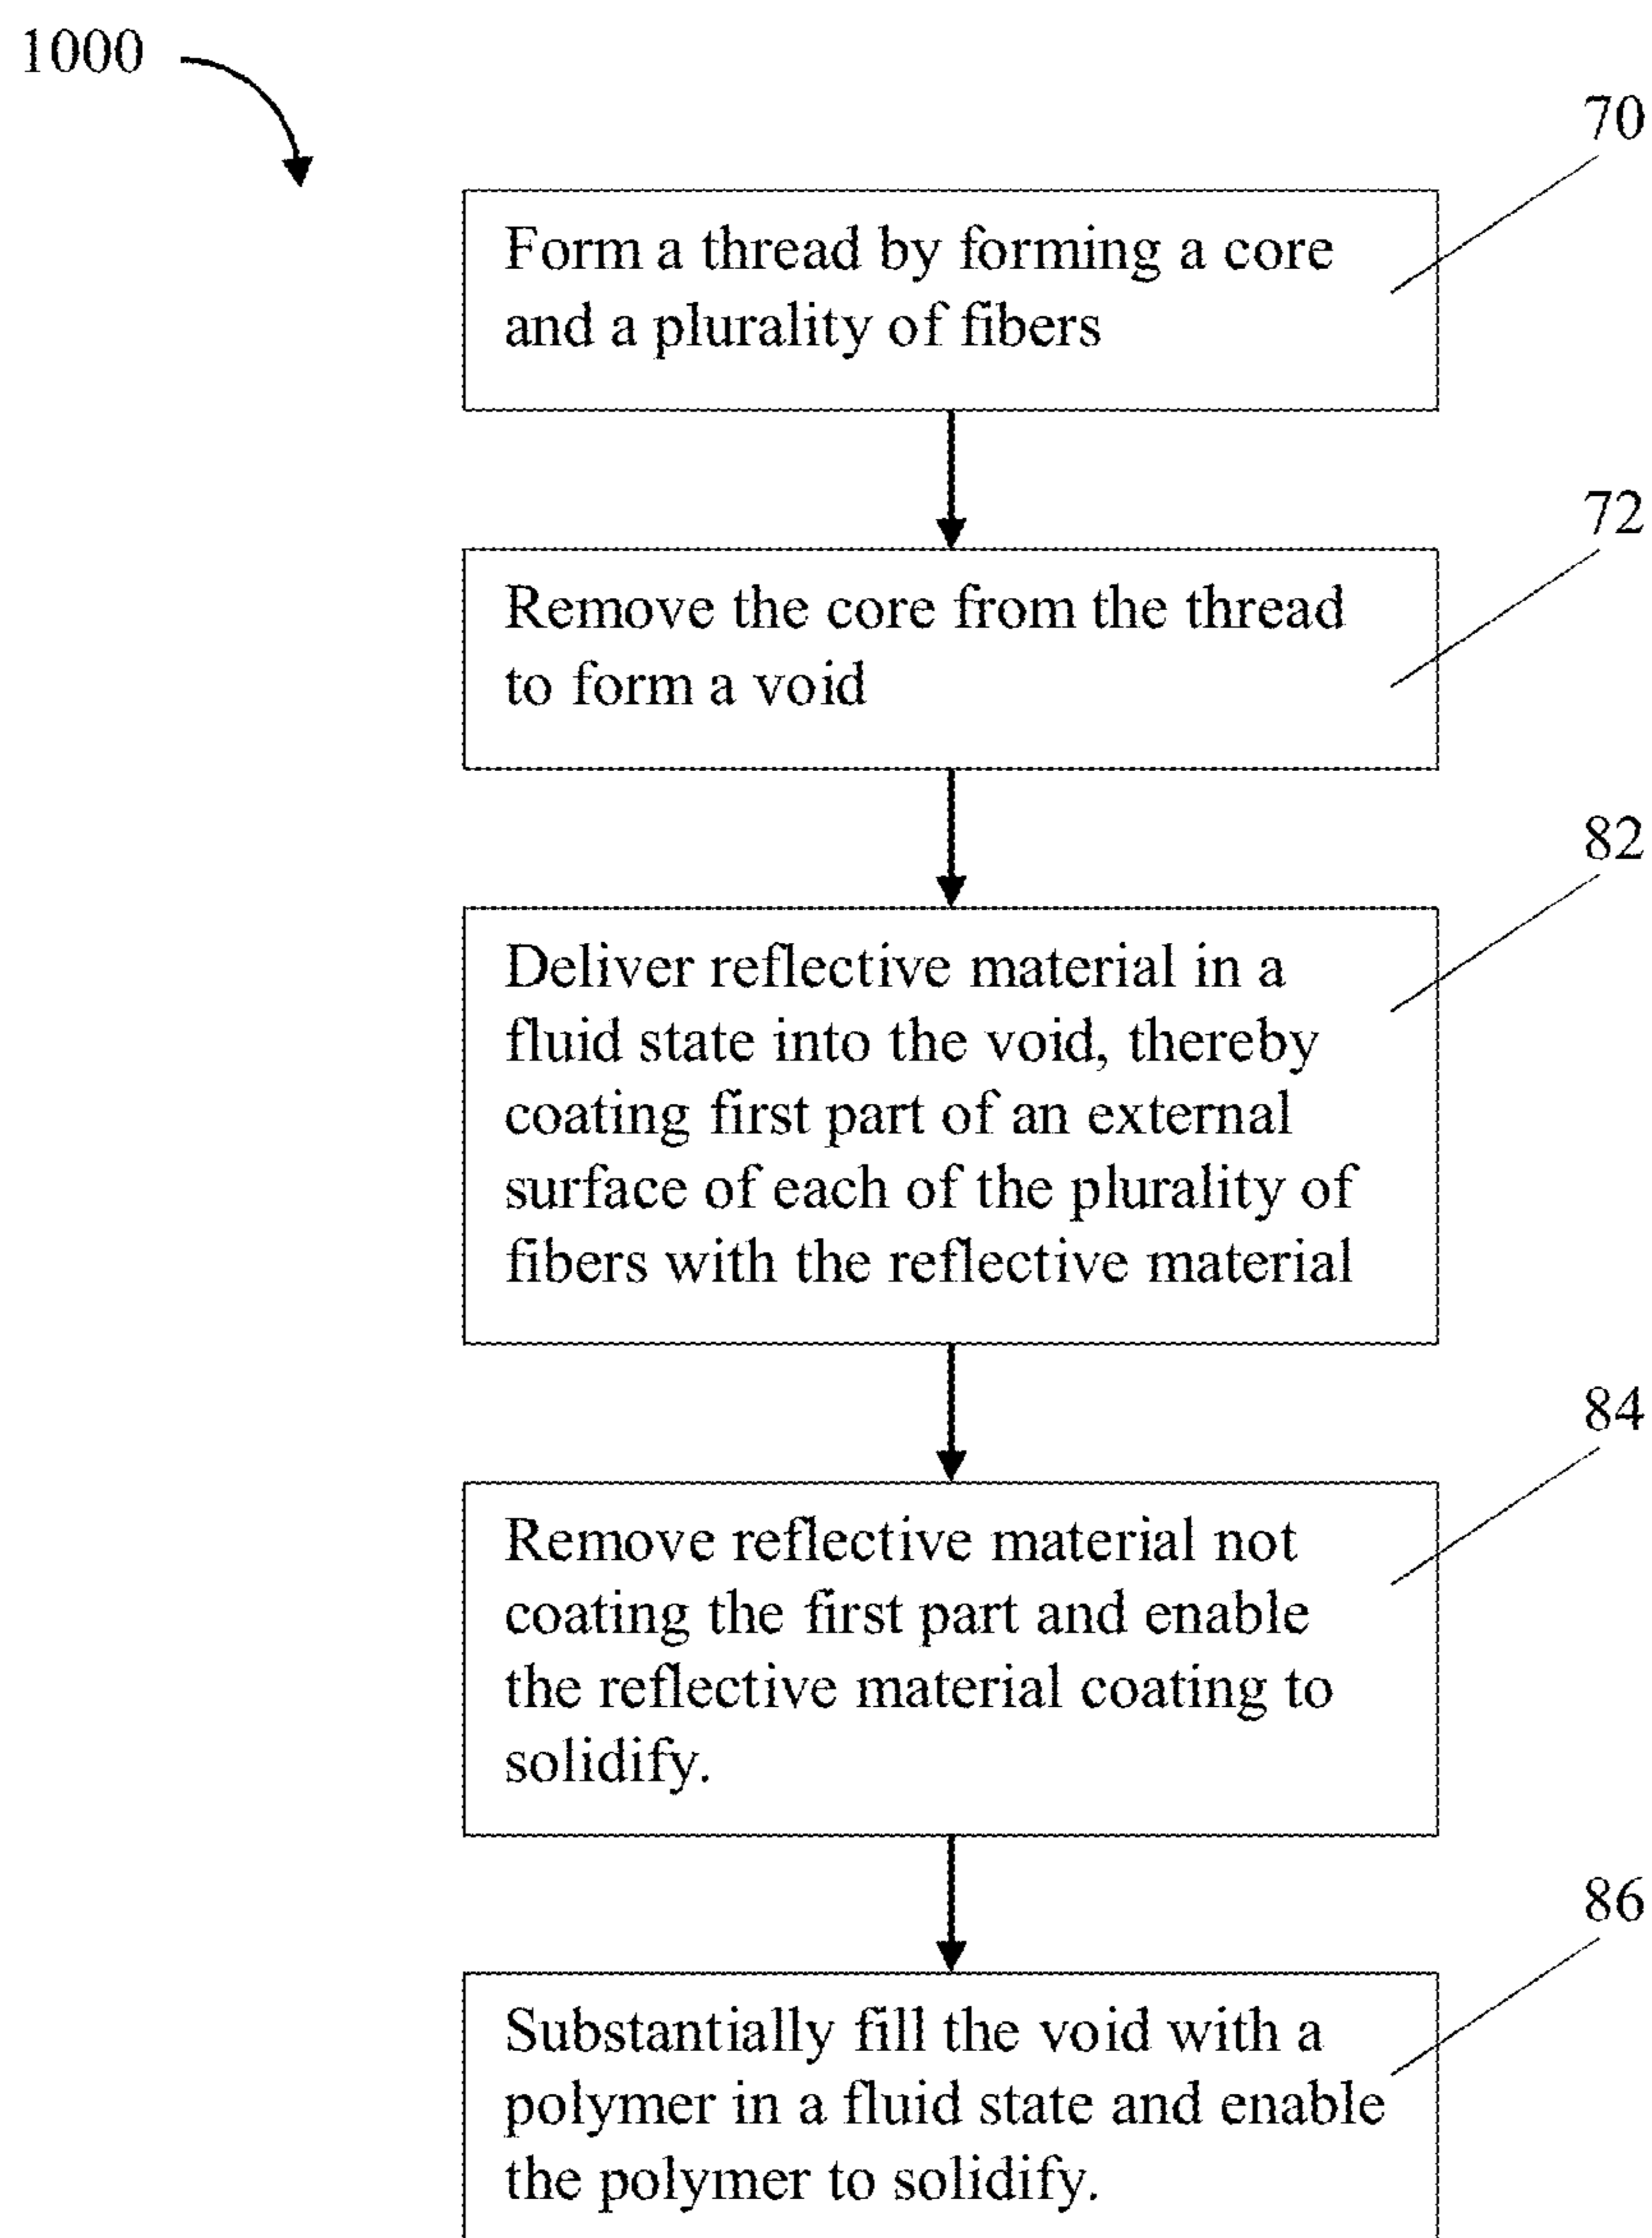 1000
70
Form a thread by forming a core
and a plurality of fibers
72
Remove the core from the thread
to form a void
82
Deliver reflective material in a
fluid state into the void, thereby
coating first part of an external
surface of each of the plurality of
fibers with the reflective material
84
Remove reflective material not
coating the first part and enable
the reflective material coating to
solidify.
86
Substantially fill the void with a
polymer in a fluid state and enable
the polymer to solidify.